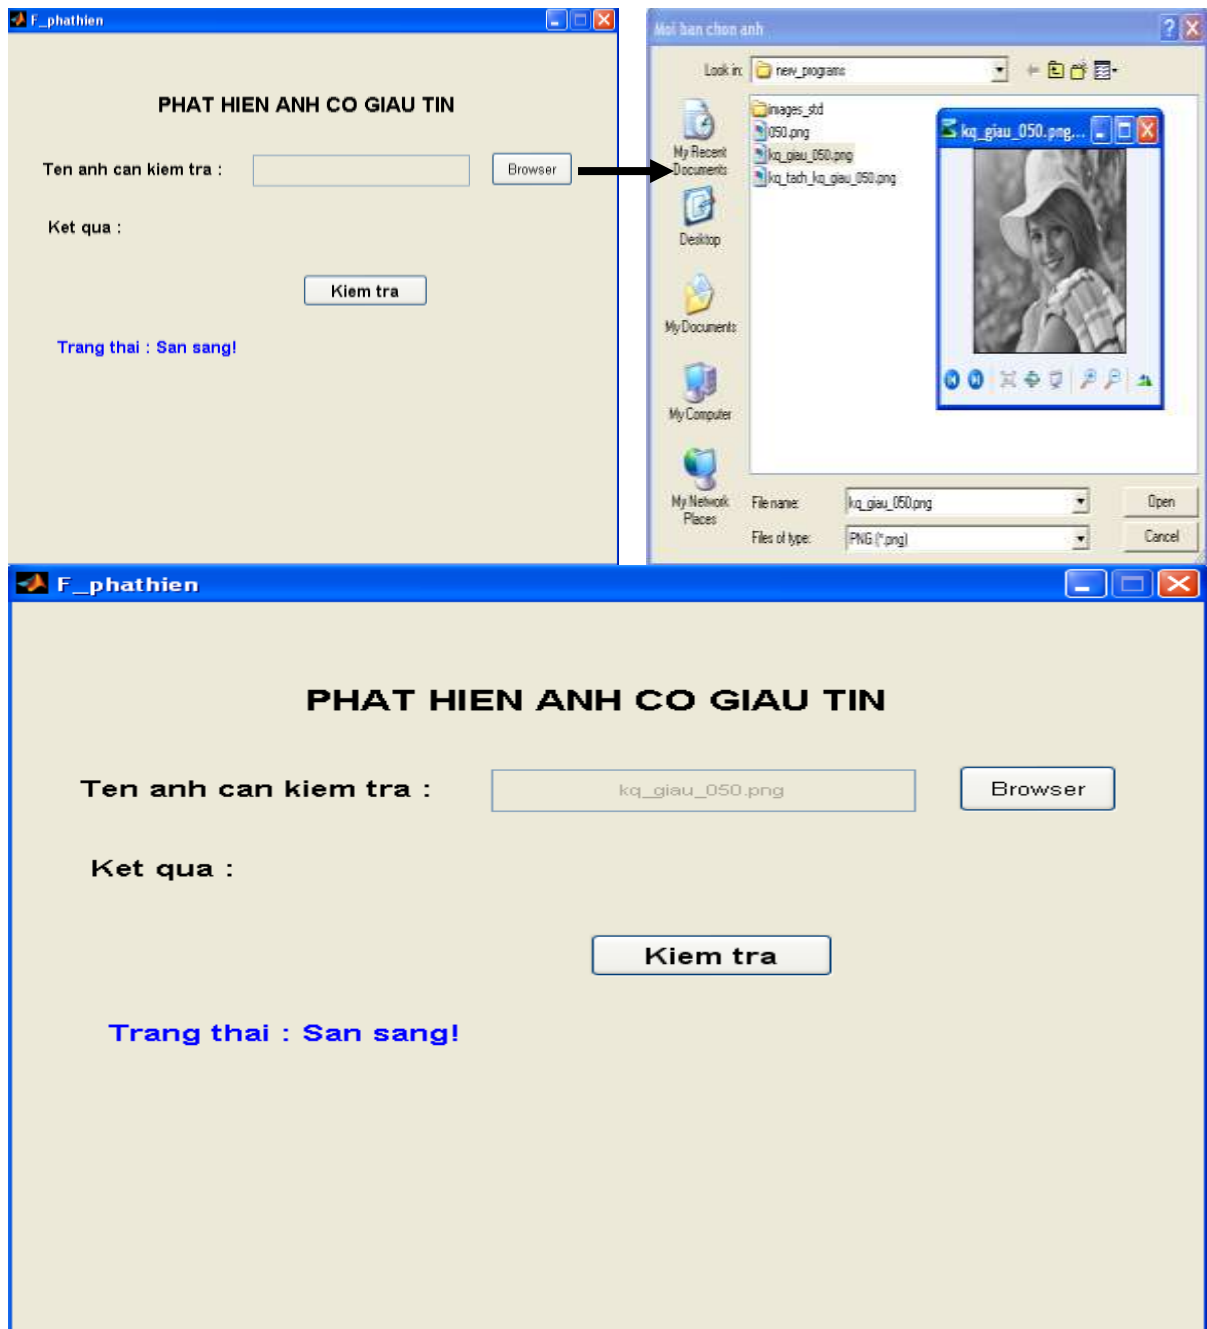 F_phathien
PHAT HIEN ANH CO GIAU TIN
Ten anh can kiem tra :
Browser
Ket qua :
Kiem tra
Trang thai : San sang!
Moi ban chon anh
Look in:
new_programs
images_std
050.png
kq_giau_050.png
kq_tach_kq_giau_050.png
My Recent
Documents
Desktop
My Documents
My Computer
My Network
Places
kq_giau_050.png...
File name:
kq_giau_050.png
Open
Files of type:
PNG (*.png)
Cancel
F_phathien
PHAT HIEN ANH CO GIAU TIN
Ten anh can kiem tra :
kq_giau_050.png
Browser
Ket qua :
Kiem tra
Trang thai : San sang!